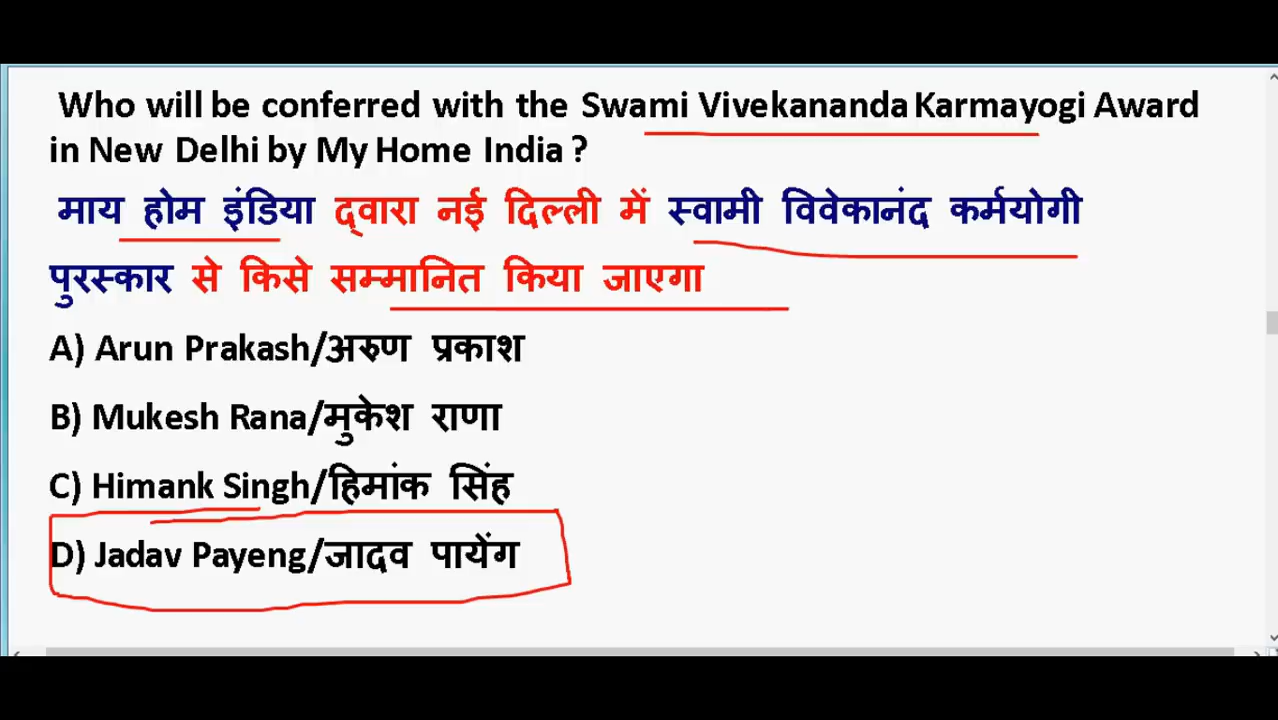 Who will be conferred with the Swami Vivekananda Karmayogi Award
in New Delhi by My Home India ?
माय होम इंडिया द्वारा नई दिल्ली में स्वामी विवेकानंद कर्मयोगी
पुरस्कार से किसे सम्मानित किया जाएगा
A) Arun Prakash/अरुण प्रकाश
B) Mukesh Rana/मुकेश राणा
C) Himank Singh/हिमांक सिंह
D) Jadav Payeng/जादव पायेंग